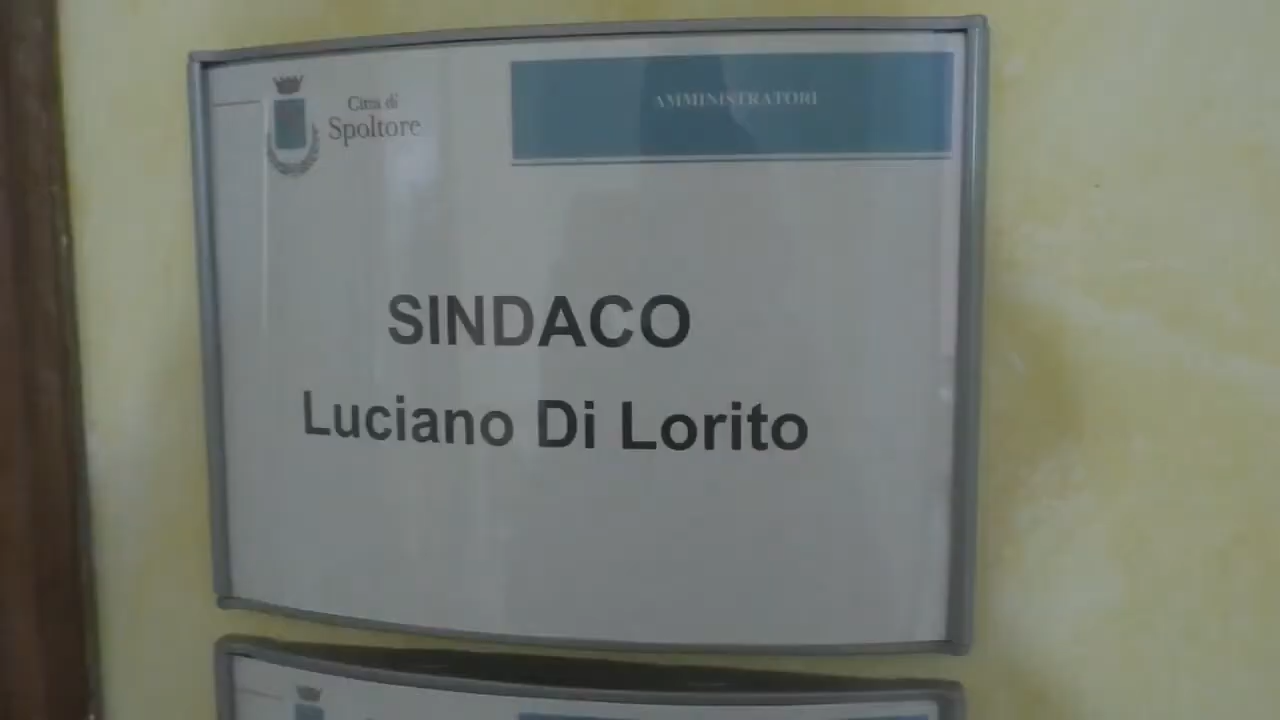 Città di
Spoltore
AMMINISTRATORI
SINDACO
Luciano Di Lorito